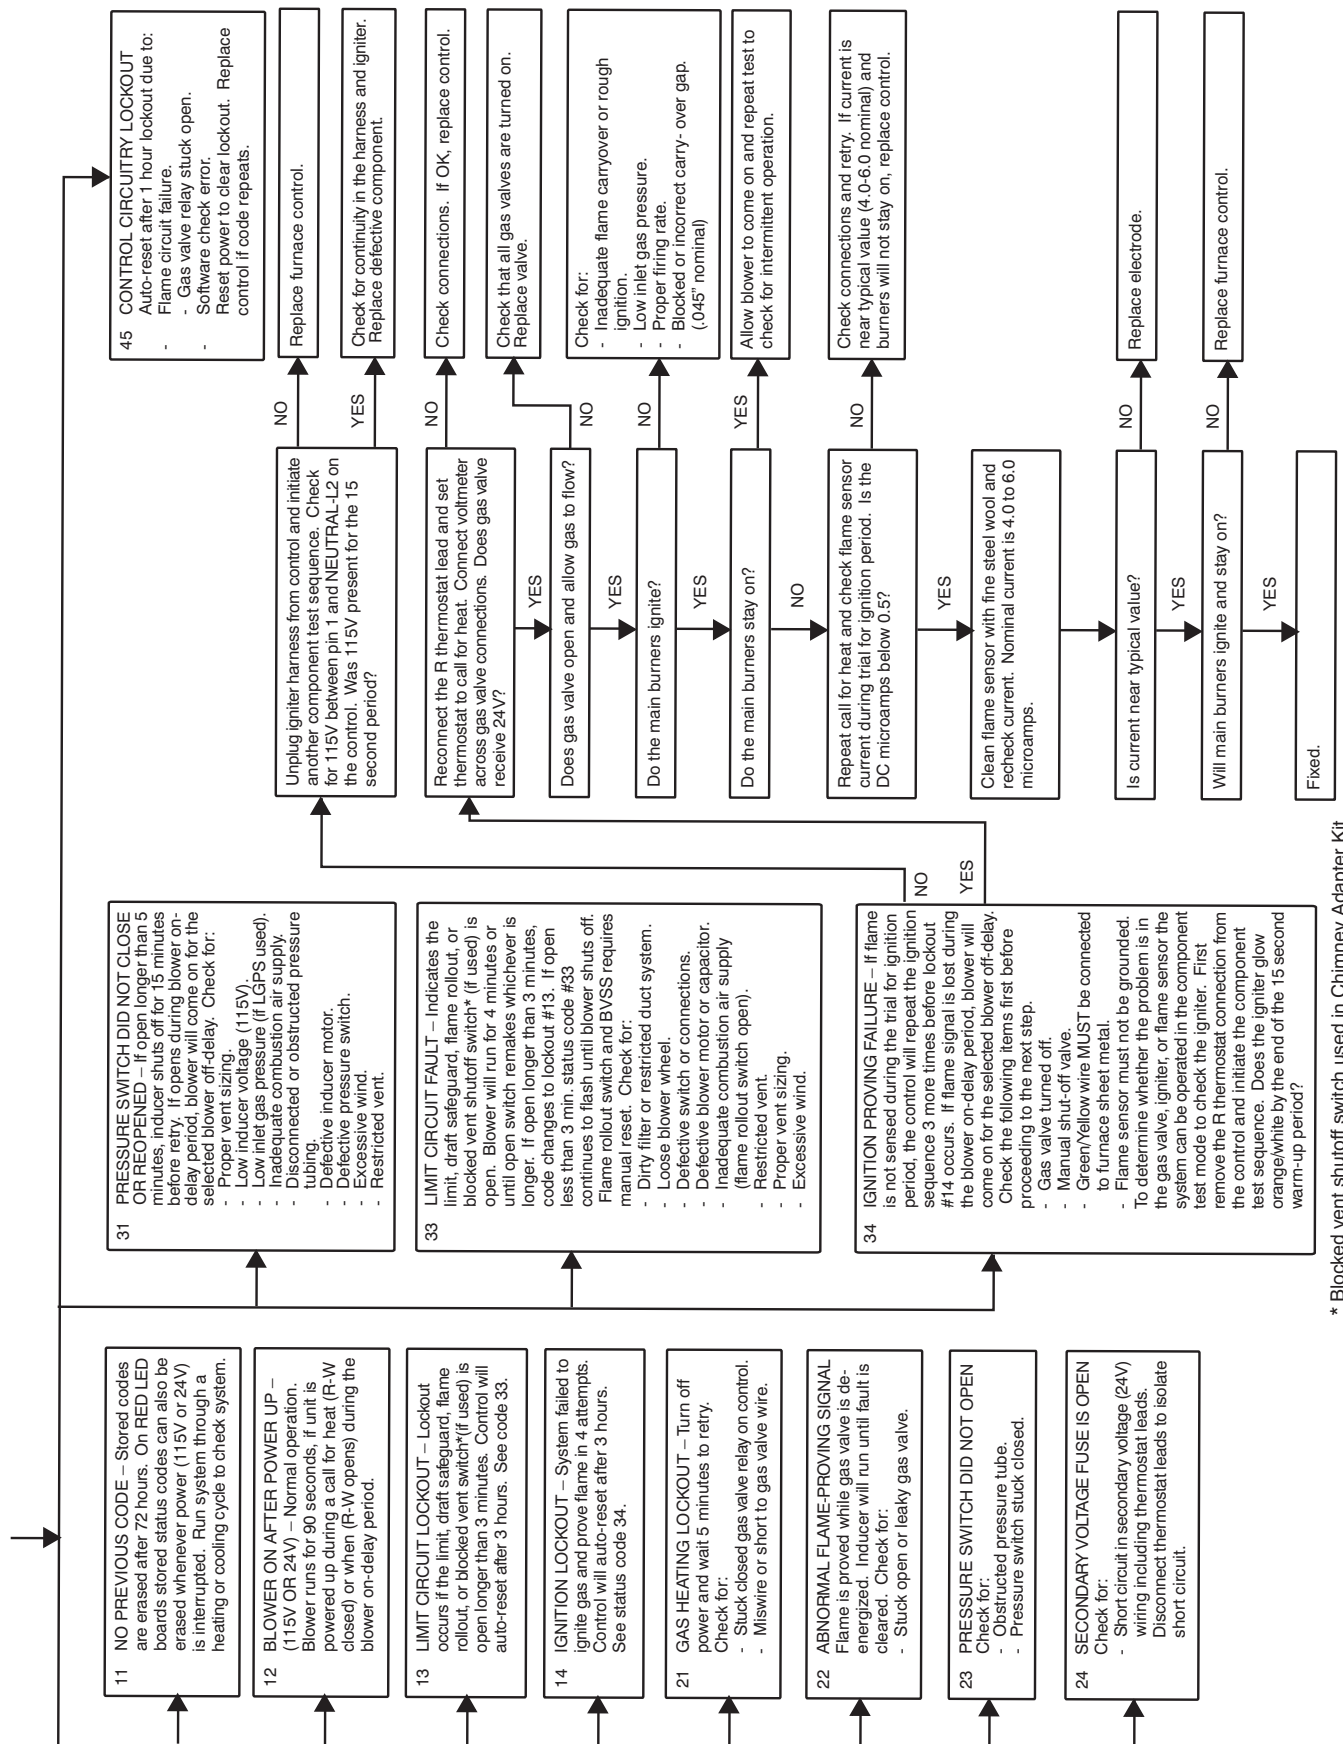 11 NO PREVIOUS CODE – Stored codes
are erased after 72 hours. On RED LED
boards stored status codes can also be
erased whenever power (115V or 24V)
is interrupted. Run system through a
heating or cooling cycle to check system.
12 BLOWER ON AFTER POWER UP –
(115V OR 24V) – Normal operation.
Blower runs for 90 seconds, if unit is
powered up during a call for heat (R-W
closed) or when (R-W opens) during the
blower on-delay period.
13 LIMIT CIRCUIT LOCKOUT – Lockout
occurs if the limit, draft safeguard, flame
rollout, or blocked vent switch*(if used) is
open longer than 3 minutes. Control will
auto-reset after 3 hours. See code 33.
14 IGNITION LOCKOUT – System failed to
ignite gas and prove flame in 4 attempts.
Control will auto-reset after 3 hours.
See status code 34.
21 GAS HEATING LOCKOUT – Turn off
power and wait 5 minutes to retry.
Check for:
- Stuck closed gas valve relay on control.
- Miswire or short to gas valve wire.
22 ABNORMAL FLAME-PROVING SIGNAL
Flame is proved while gas valve is de-
energized. Inducer will run until fault is
cleared. Check for:
- Stuck open or leaky gas valve.
23 PRESSURE SWITCH DID NOT OPEN
Check for:
- Obstructed pressure tube.
- Pressure switch stuck closed.
24 SECONDARY VOLTAGE FUSE IS OPEN
Check for:
- Short circuit in secondary voltage (24V)
wiring including thermostat leads.
Disconnect thermostat leads to isolate
short circuit.
31 PRESSURE SWITCH DID NOT CLOSE
OR REOPENED – If open longer than 5
minutes, inducer shuts off for 15 minutes
before retry. If opens during blower on-
delay period, blower will come on for the
selected blower off-delay. Check for:
- Proper vent sizing.
- Low inducer voltage (115V).
- Low inlet gas pressure (if LGPS used).
- Inadequate combustion air supply.
- Disconnected or obstructed pressure
tubing.
- Defective inducer motor.
- Defective pressure switch.
- Excessive wind.
- Restricted vent.
33 LIMIT CIRCUIT FAULT – Indicates the
limit, draft safeguard, flame rollout, or
blocked vent shutoff switch* (if used) is
open. Blower will run for 4 minutes or
until open switch remakes whichever is
longer. If open longer than 3 minutes,
code changes to lockout #13. If open
less than 3 min. status code #33
continues to flash until blower shuts off.
Flame rollout switch and BVSS requires
manual reset. Check for:
- Dirty filter or restricted duct system.
- Loose blower wheel.
- Defective switch or connections.
- Defective blower motor or capacitor.
- Inadequate combustion air supply
(flame rollout switch open).
- Restricted vent.
- Proper vent sizing.
- Excessive wind.
34 IGNITION PROVING FAILURE – If flame
is not sensed during the trial for ignition
period, the control will repeat the ignition
sequence 3 more times before lockout
#14 occurs. If flame signal is lost during
the blower on-delay period, blower will
come on for the selected blower off-delay.
Check the following items first before
proceeding to the next step.
- Gas valve turned off.
- Manual shut-off valve.
- Green/Yellow wire MUST be connected
to furnace sheet metal.
- Flame sensor must not be grounded.
To determine whether the problem is in
the gas valve, igniter, or flame sensor the
system can be operated in the component
test mode to check the igniter. First
remove the R thermostat connection from
the control and initiate the component
test sequence. Does the igniter glow
orange/white by the end of the 15 second
warm-up period?
NO
YES
* Blocked vent shutoff switch used in Chimney Adapter Kit
Unplug igniter harness from control and initiate
another component test sequence. Check
for 115V between pin 1 and NEUTRAL-L2 on
the control. Was 115V present for the 15
second period?
Reconnect the R thermostat lead and set
thermostat to call for heat. Connect voltmeter
across gas valve connections. Does gas valve
receive 24V?
YES
Does gas valve open and allow gas to flow?
YES
Do the main burners ignite?
YES
Do the main burners stay on?
NO
Repeat call for heat and check flame sensor
current during trial for ignition period. Is the
DC microamps below 0.5?
YES
Clean flame sensor with fine steel wool and
recheck current. Nominal current is 4.0 to 6.0
microamps.
Is current near typical value?
YES
Will main burners ignite and stay on?
YES
Fixed.
45 CONTROL CIRCUITRY LOCKOUT
Auto-reset after 1 hour lockout due to:
- Flame circuit failure.
- Gas valve relay stuck open.
- Software check error.
Reset power to clear lockout. Replace
control if code repeats.
NO
Replace furnace control.
YES
Check for continuity in the harness and igniter.
Replace defective component.
NO
Check connections. If OK, replace control.
NO
Check that all gas valves are turned on.
Replace valve.
NO
Check for:
- Inadequate flame carryover or rough
ignition.
- Low inlet gas pressure.
- Proper firing rate.
- Blocked or incorrect carry- over gap.
(.045" nominal)
YES
Allow blower to come on and repeat test to
check for intermittent operation.
NO
Check connections and retry. If current is
near typical value (4.0-6.0 nominal) and
burners will not stay on, replace control.
NO
Replace electrode.
NO
Replace furnace control.